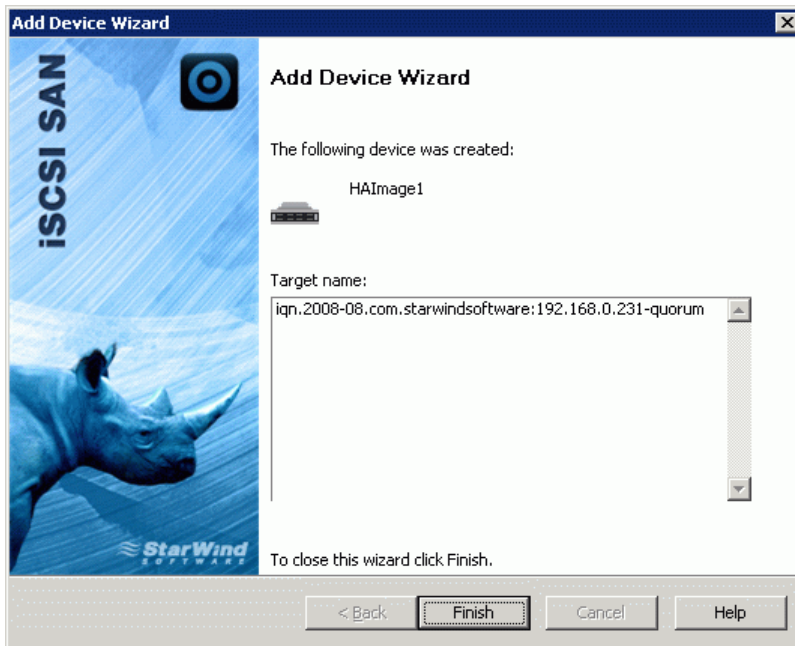 Add Device Wizard
iSCSI SAN
Add Device Wizard
The following device was created:
HAImage1
Target name:
iqn.2008-08.com.starwindsoftware:192.168.0.231-quorum
StarWind
SOFTWARE
To close this wizard click Finish.
< Back
Finish
Cancel
Help